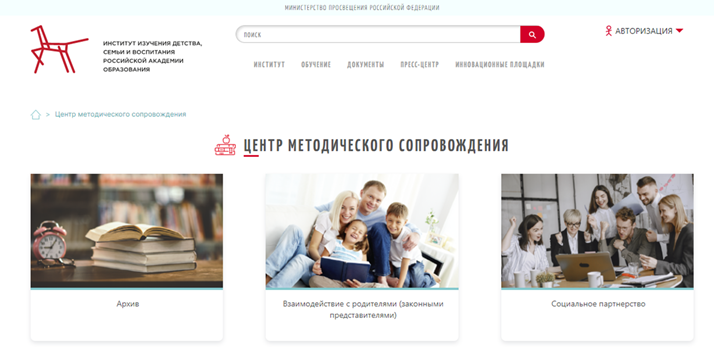 МИНИСТЕРСТВО ПРОСВЕЩЕНИЯ РОССИЙСКОЙ ФЕДЕРАЦИИ
ИНСТИТУТ ИЗУЧЕНИЯ ДЕТСТВА,
СЕМЬИ И ВОСПИТАНИЯ
РОССИЙСКОЙ АКАДЕМИИ
ОБРАЗОВАНИЯ
ПОИСК
АВТОРИЗАЦИЯ
ИНСТИТУТ ОБУЧЕНИЕ ДОКУМЕНТЫ ПРЕСС-ЦЕНТР ИННОВАЦИОННЫЕ ПЛОЩАДКИ
> Центр методического сопровождения
ЦЕНТР МЕТОДИЧЕСКОГО СОПРОВОЖДЕНИЯ
Архив
Взаимодействие с родителями (законными
представителями)
Социальное партнерство